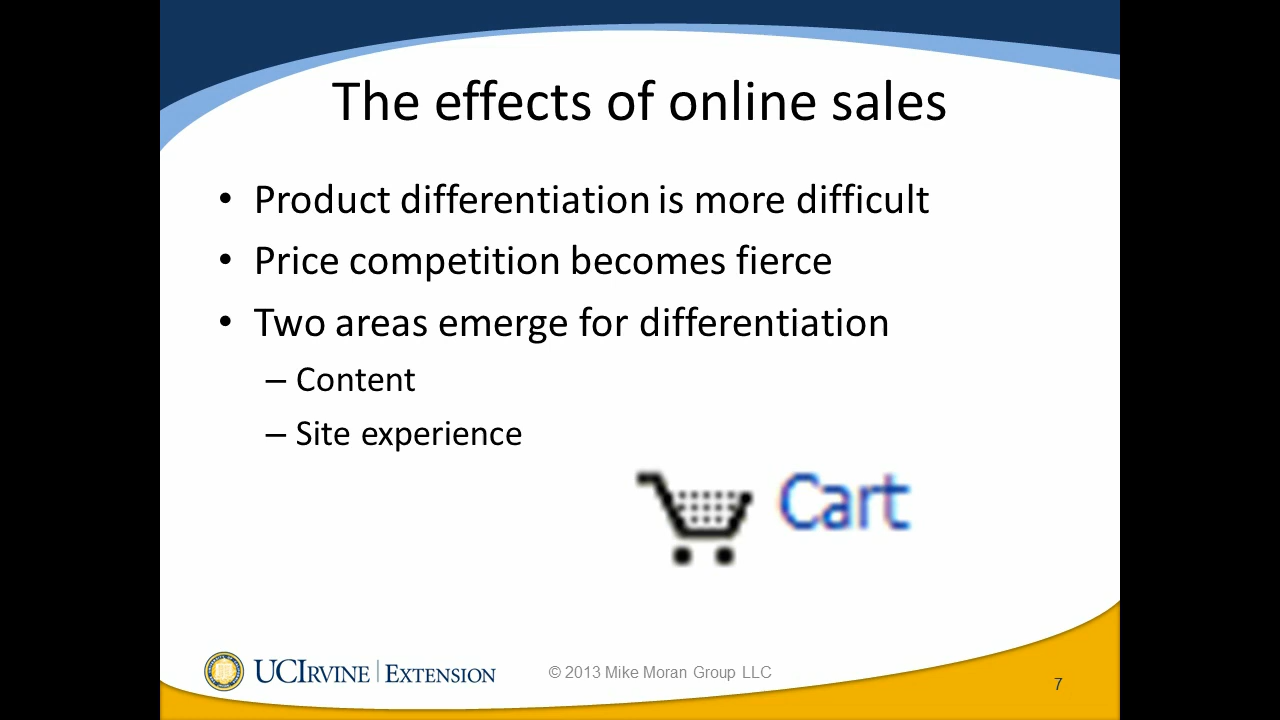 The effects of online sales
• Product differentiation is more difficult
• Price competition becomes fierce
• Two areas emerge for differentiation
– Content
– Site experience
Cart
UCIRVINE | EXTENSION
© 2013 Mike Moran Group LLC
7